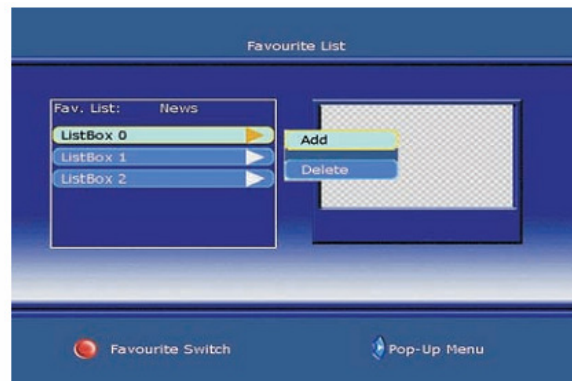 Favourite List
Fav. List: News
ListBox 0
ListBox 1
ListBox 2
Add
Delete
Favourite Switch
Pop-Up Menu